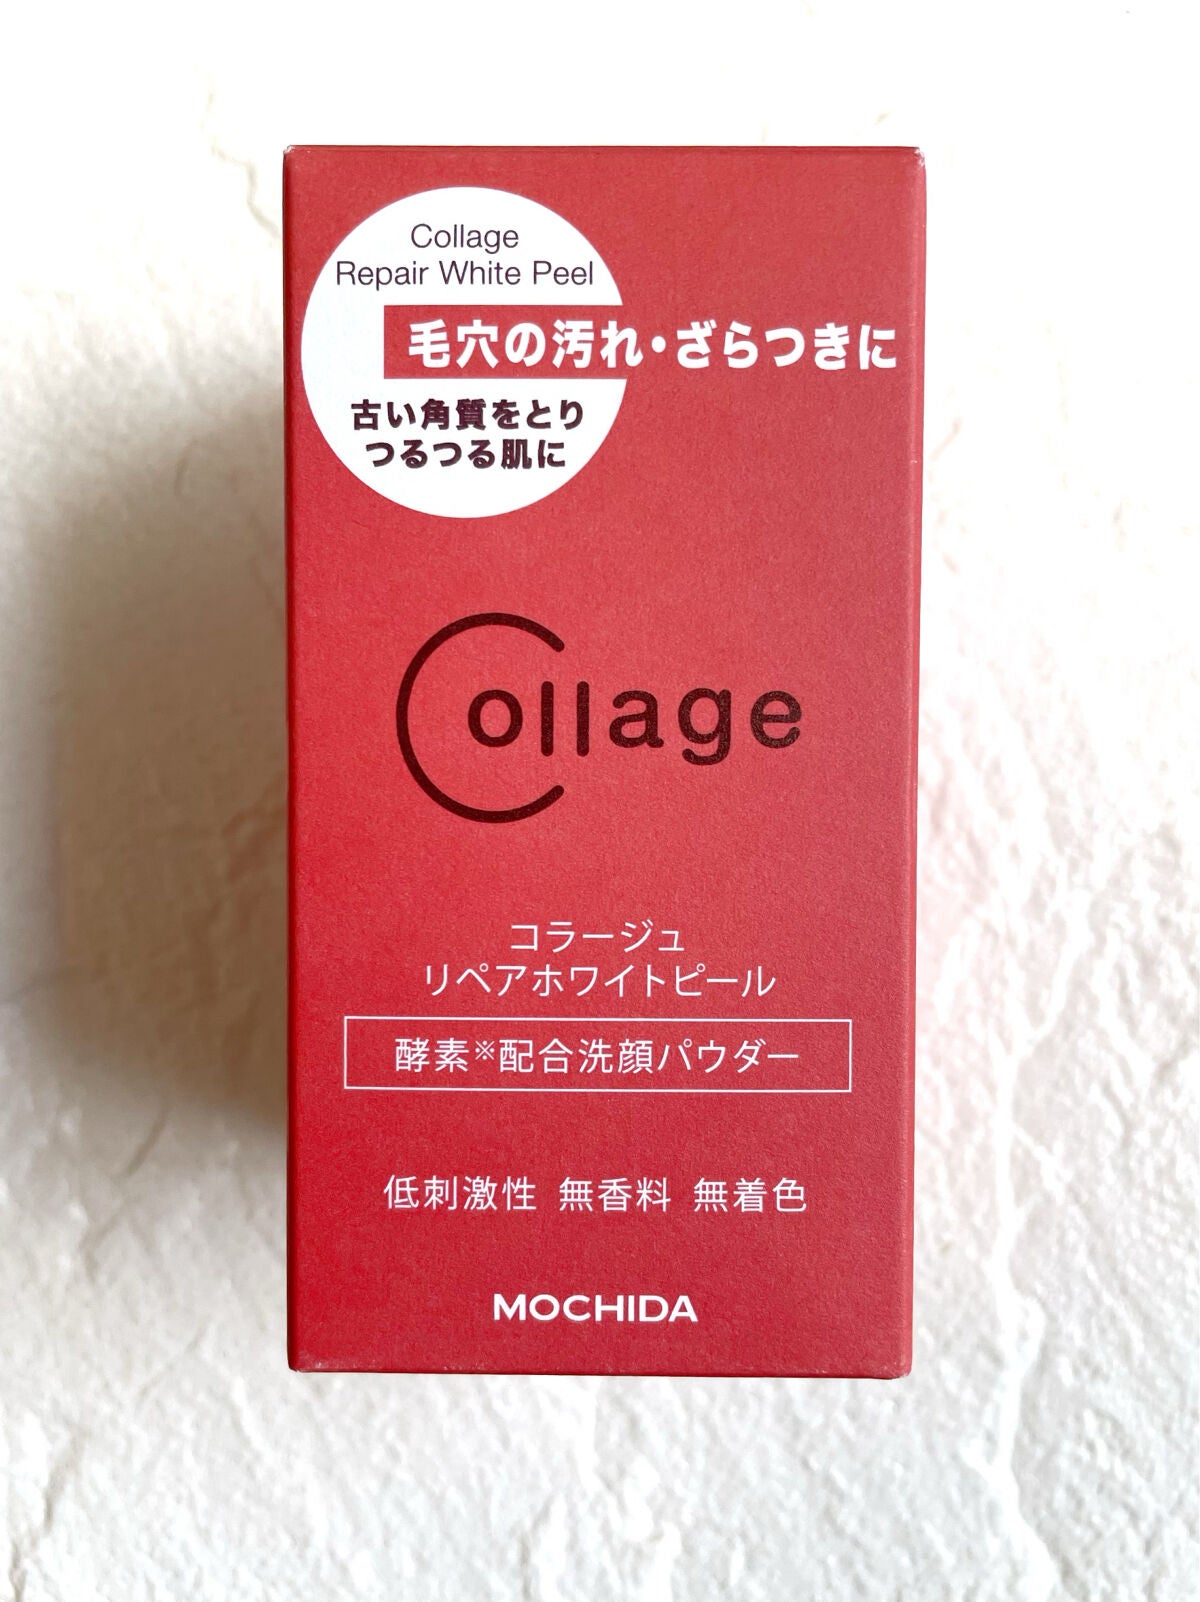 Collage
Repair White Peel
毛穴の汚れ・ざらつきに
古い角質をとり
つるつる肌に
Collage
コラージュ
リペアホワイトピール
酵素※配合洗顔パウダー
低刺激性 無香料 無着色
MOCHIDA